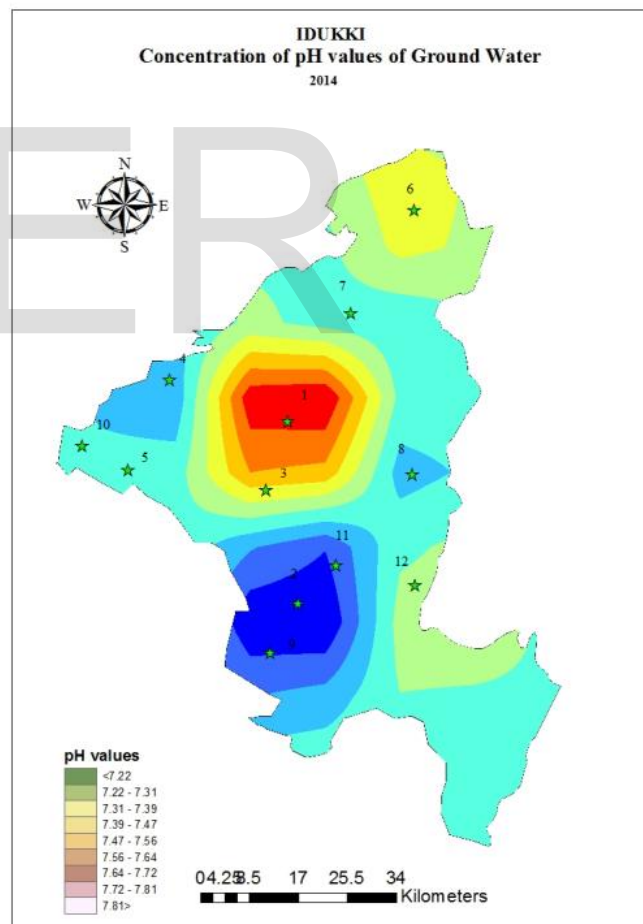 IDUKKI
Concentration of pH values of Ground Water
2014
ER
N
W E
S
6
7
4
1
10
5
3
8
11
12
2
9
pH values
<7.22
7.22 - 7.31
7.31 - 7.39
7.39 - 7.47
7.47 - 7.56
7.56 - 7.64
7.64 - 7.72
7.72 - 7.81
7.81>
17 25.5 34
Kilometers